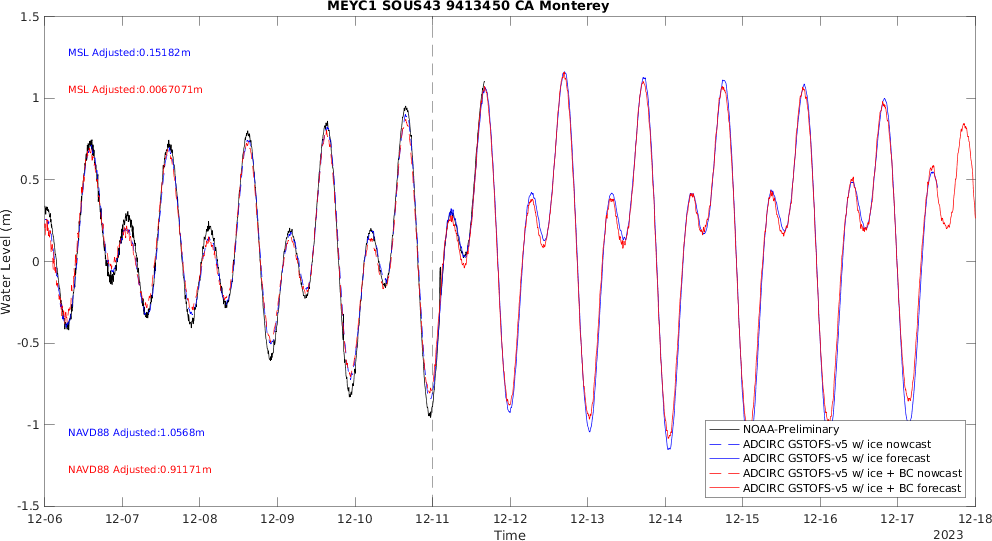 MEYC1 SOUS43 9413450 CA Monterey
1.5
1
0.5
0
-0.5
-1
-1.5
Water Level (m)
MSL Adjusted:0.15182m
MSL Adjusted:0.0067071m
NAVD88 Adjusted:1.0568m
NAVD88 Adjusted:0.91171m
NOAA-Preliminary
ADCIRC GSTOFS-v5 w/ ice nowcast
ADCIRC GSTOFS-v5 w/ ice forecast
ADCIRC GSTOFS-v5 w/ ice + BC nowcast
ADCIRC GSTOFS-v5 w/ ice + BC forecast
12-06 12-07 12-08 12-09 12-10 12-11 12-12 12-13 12-14 12-15 12-16 12-17 12-18
Time
2023